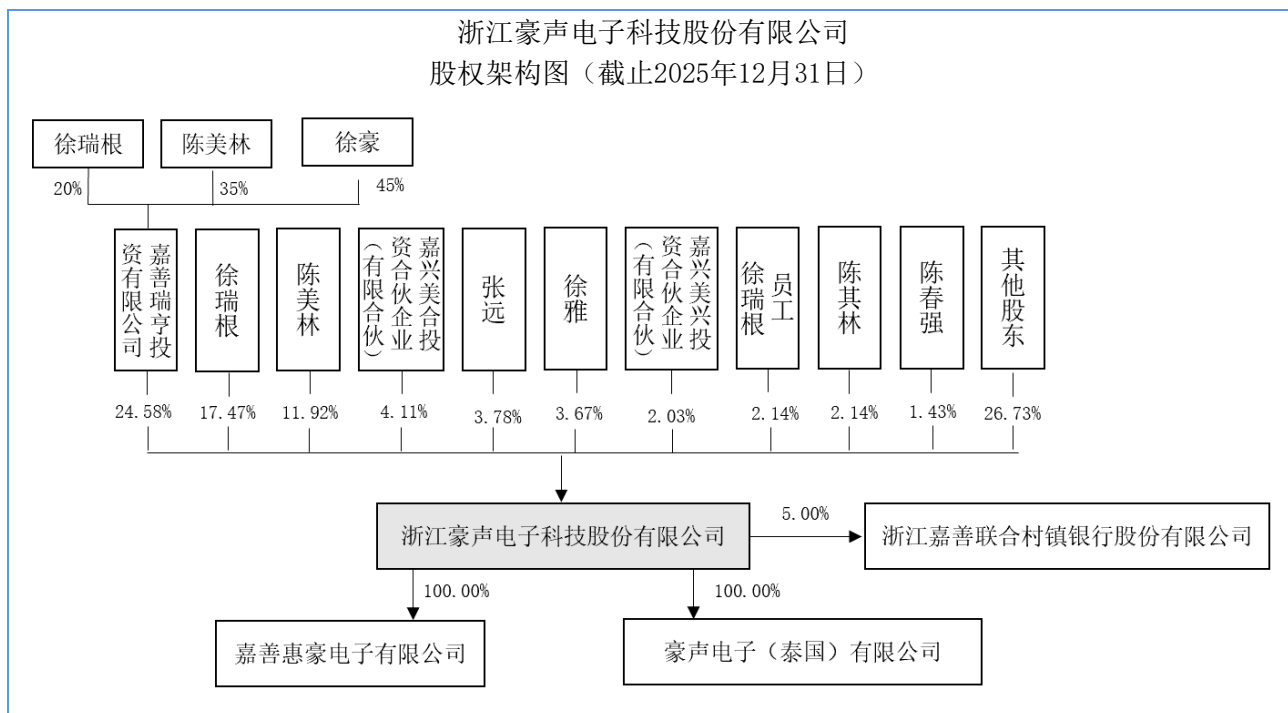 浙江豪声电子科技股份有限公司
股权架构图（截止2025年12月31日）
徐瑞根
陈美林
徐豪
20%
35%
45%
嘉善瑞亨投
资有限公司
徐瑞根
陈美林
嘉兴美合投
资合伙企业
（有限合伙）
张远
徐雅
嘉兴美兴投
资合伙企业
（有限合伙）
员工
徐瑞根
陈其林
陈春强
其他股东
24.58%
17.47%
11.92%
4.11%
3.78%
3.67%
2.03%
2.14%
2.14%
1.43%
26.73%
浙江豪声电子科技股份有限公司
5.00%
浙江嘉善联合村镇银行股份有限公司
100.00%
100.00%
嘉善惠豪电子有限公司
豪声电子（泰国）有限公司